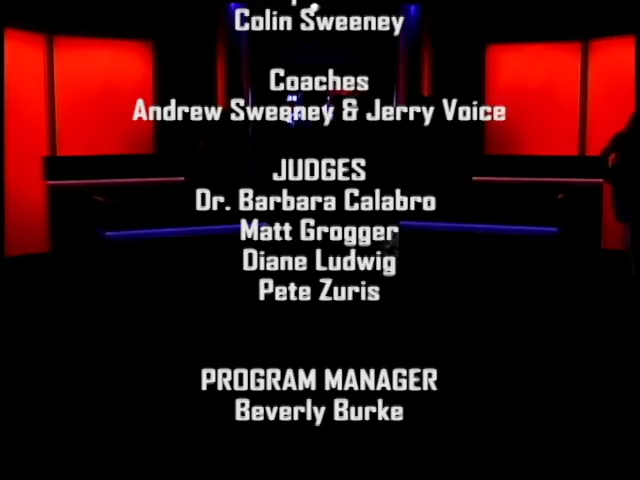 Colin Sweeney
Coaches
Andrew Sweeney & Jerry Voice
JUDGES
Dr. Barbara Calabro
Matt Grogger
Diane Ludwig
Pete Zuris
PROGRAM MANAGER
Beverly Burke